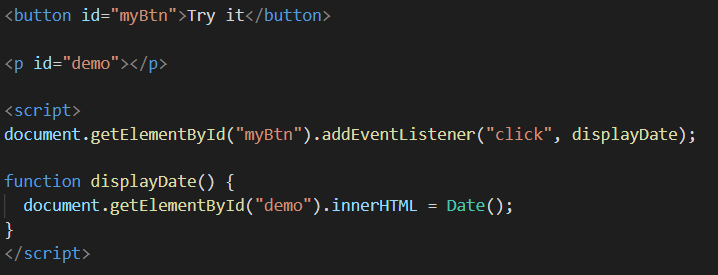 <button id="myBtn">Try it</button>
<p id="demo"></p>
<script>
document.getElementById("myBtn").addEventListener("click", displayDate);
function displayDate() {
  document.getElementById("demo").innerHTML = Date();
}
</script>